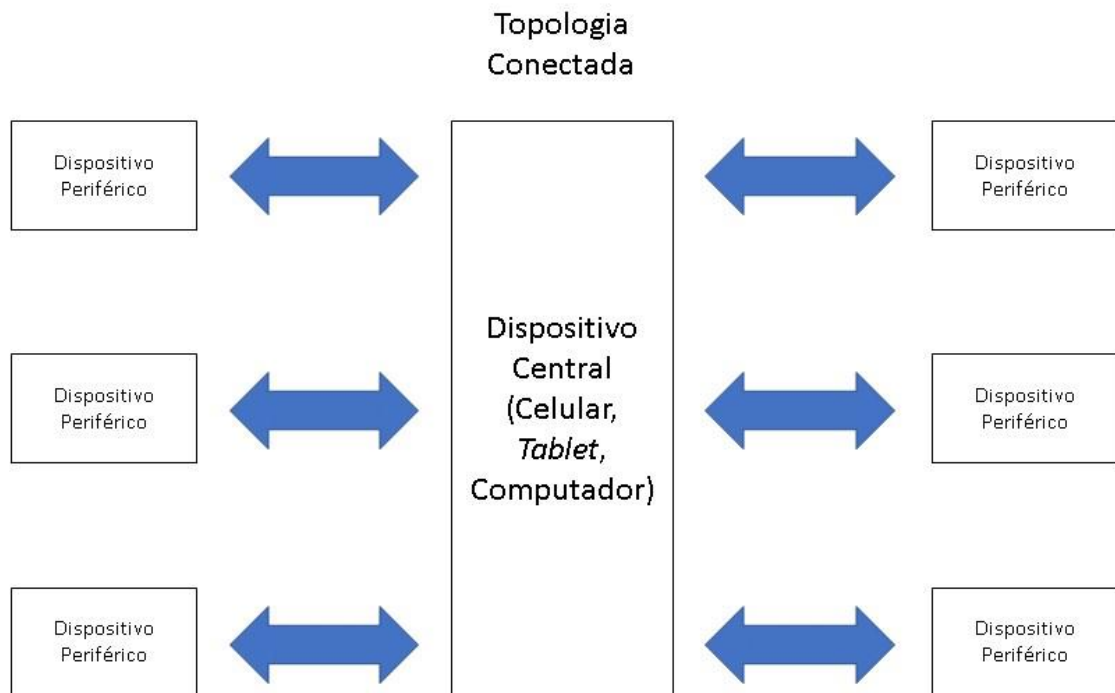 Topologia
Conectada
Dispositivo
Periférico
Dispositivo
Periférico
Dispositivo
Periférico
Dispositivo
Central
(Celular,
Tablet,
Computador)
Dispositivo
Periférico
Dispositivo
Periférico
Dispositivo
Periférico